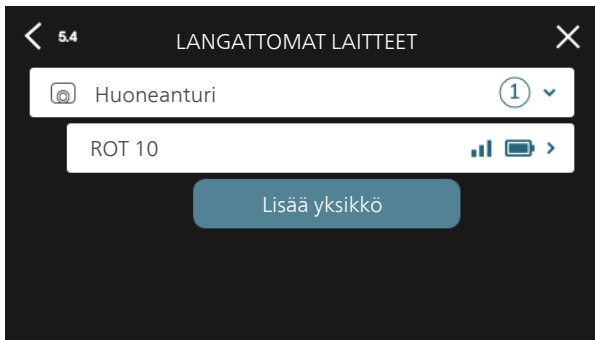 5.4 LANGATTOMAT LAITTEET
Huoneanturi 1
ROT 10
Lisää yksikkö